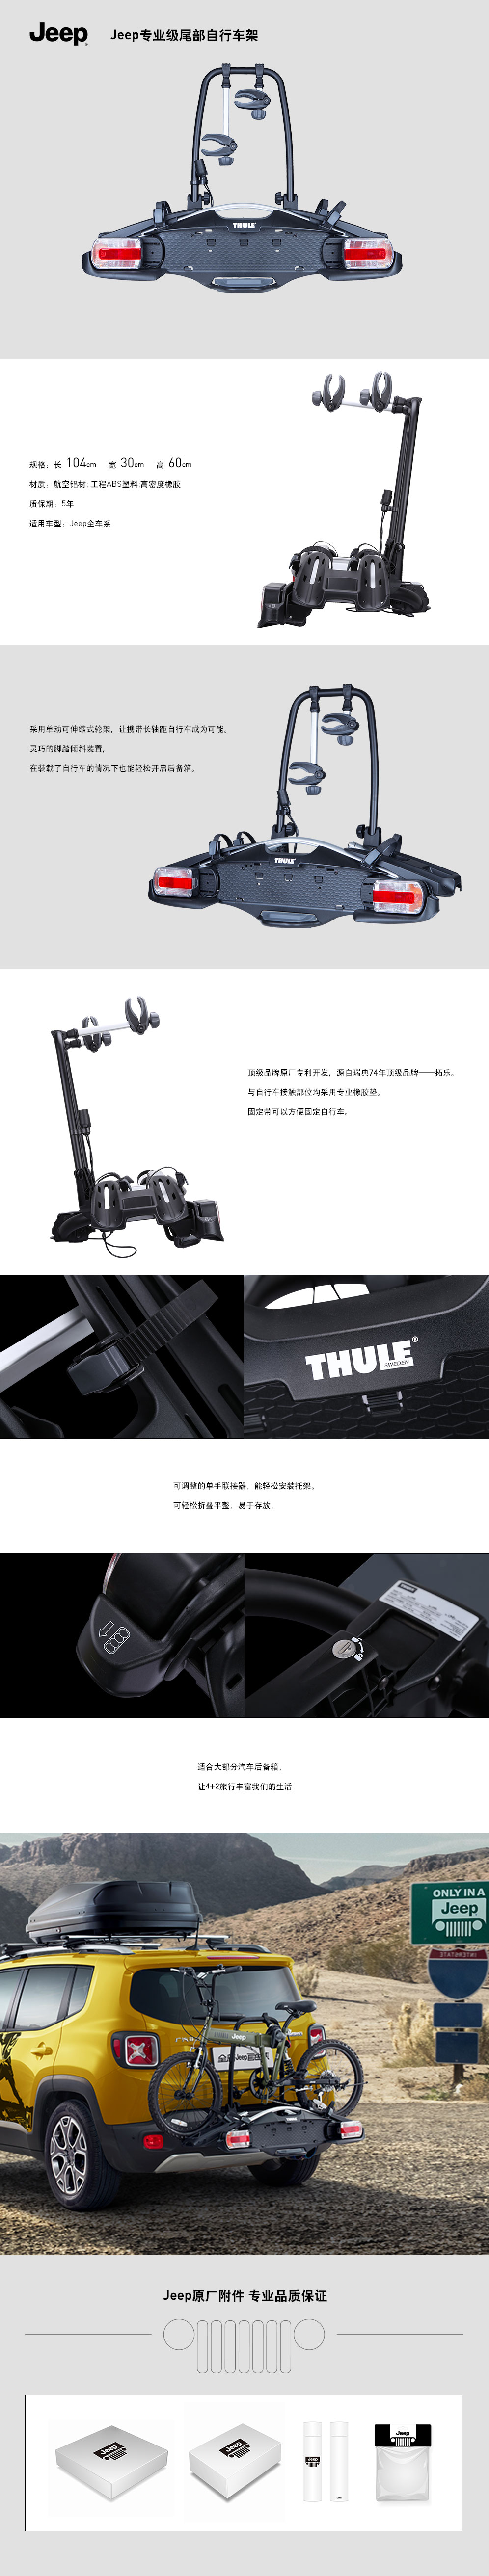 Jeep
Jeep专业级尾部自行车架
THULE
规格：长 104cm 宽 30cm 高 60cm
材质：航空铝材; 工程ABS塑料;高密度橡胶
质保期：5年
适用车型：Jeep全车系
采用单动可伸缩式轮架，让携带长轴距自行车成为可能。
灵巧的脚踏倾斜装置，
在装载了自行车的情况下也能轻松开启后备箱。
THULE
顶级品牌原厂专利开发，源自瑞典74年顶级品牌——拓乐。
与自行车接触部位均采用专业橡胶垫。
固定带可以方便固定自行车。
THULE®
SWEDEN
可调整的单手联接器，能轻松安装托架。
可轻松折叠平整，易于存放.
适合大部分汽车后备箱，
让4+2旅行丰富我们的生活
ONLY IN A
Jeep
INTERSTATE
Jeep
Jeep原厂附件 专业品质保证
Jeep
Jeep
Jeep
Jeep